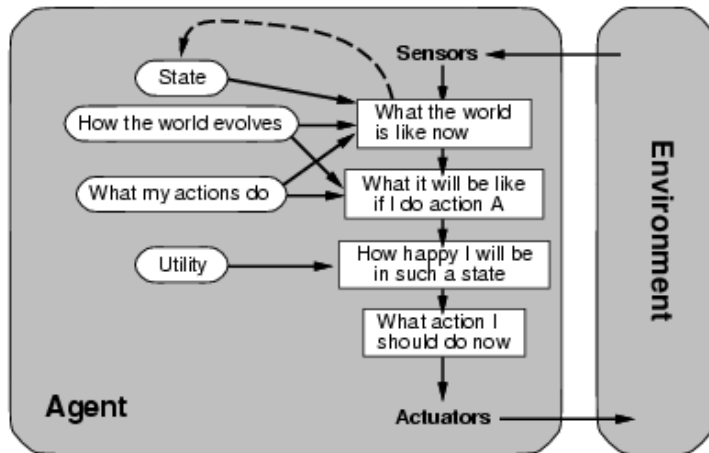 Sensors
State
How the world evolves
What the world
is like now
What my actions do
What it will be like
if I do action A
Utility
How happy I will be
in such a state
What action I
should do now
Agent
Actuators
Environment